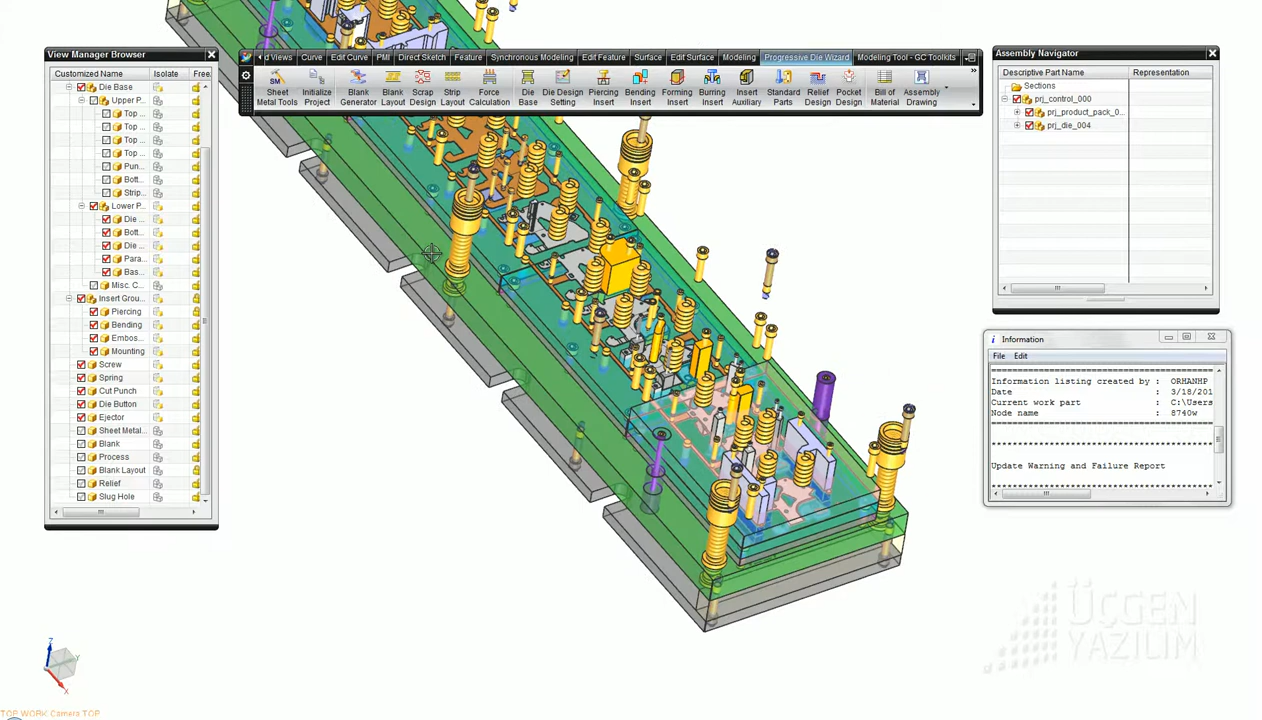 View Manager Browser
Customized Name Isolate Free.
Die Base
Upper P...
Top ...
Top ...
Top ...
Top ...
Pun...
Bott...
Strip...
Lower P...
Die ...
Bott...
Die ...
Para...
Bas...
Misc. C...
Insert Grou...
Piercing
Bending
Embos...
Mounting
Screw
Spring
Cut Punch
Die Button
Ejector
Sheet Metal...
Blank
Process
Blank Layout
Relief
Slug Hole
d Views Curve Edit Curve PMI Direct Sketch Feature Synchronous Modeling Edit Feature Surface Edit Surface Modeling Progressive Die Wizard Modeling Tool - GC Toolkits
SM
Sheet Metal Tools
Initialize Project
Blank Generator
Blank Layout
Scrap Design
Strip Layout
Force Calculation
Die Base
Die Design Setting
Piercing Insert
Bending Insert
Forming Insert
Burring Insert
Insert Auxiliary
Standard Parts
Relief Design
Pocket Design
Bill of Material
Assembly Drawing
Assembly Navigator
Descriptive Part Name Representation
Sections
prj_control_000
prj_product_pack_0...
prj_die_004
i Information
File Edit
Information listing created by : ORHANHP
Date : 3/18/201
Current work part : C:\Users
Node name : 8740w
Update Warning and Failure Report
ÜÇGEN
YAZILIM
Z
Y
X
TOP WORK Camera TOP